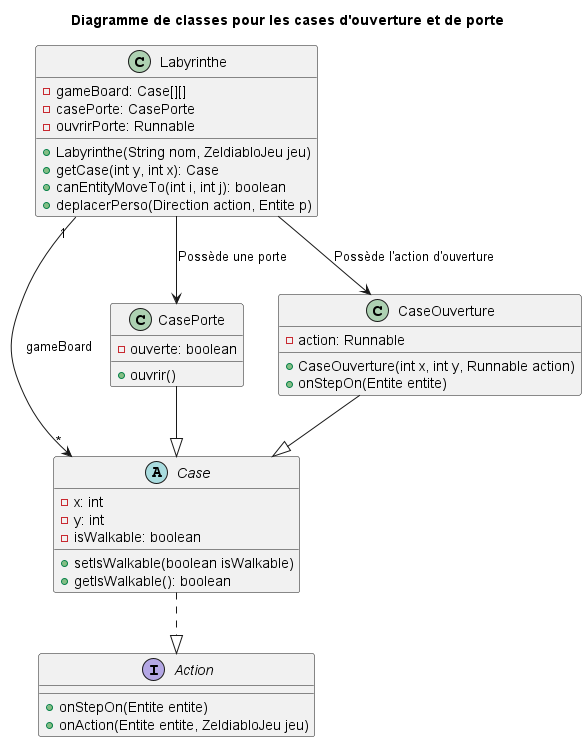 Diagramme de classes pour les cases d'ouverture et de porte
C Labyrinthe
gameBoard: Case[][]
casePorte: CasePorte
ouvrirPorte: Runnable
Labyrinthe(String nom, ZeldiabloJeu jeu)
getCase(int y, int x): Case
canEntityMoveTo(int i, int j): boolean
deplacerPerso(Direction action, Entite p)
1
Possède une porte
Possède l'action d'ouverture
gameBoard
C CasePorte
ouverte: boolean
ouvrir()
C CaseOuverture
action: Runnable
CaseOuverture(int x, int y, Runnable action)
onStepOn(Entite entite)
*
A Case
x: int
y: int
isWalkable: boolean
setIsWalkable(boolean isWalkable)
getIsWalkable(): boolean
I Action
onStepOn(Entite entite)
onAction(Entite entite, ZeldiabloJeu jeu)